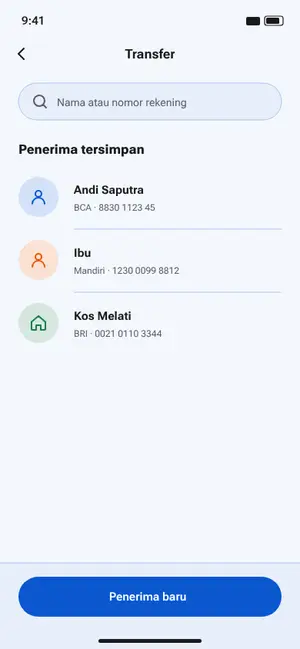 9:41
Transfer
Nama atau nomor rekening
Penerima tersimpan
Andi Saputra
BCA · 8830 1123 45
Ibu
Mandiri · 1230 0099 8812
Kos Melati
BRI · 0021 0110 3344
Penerima baru